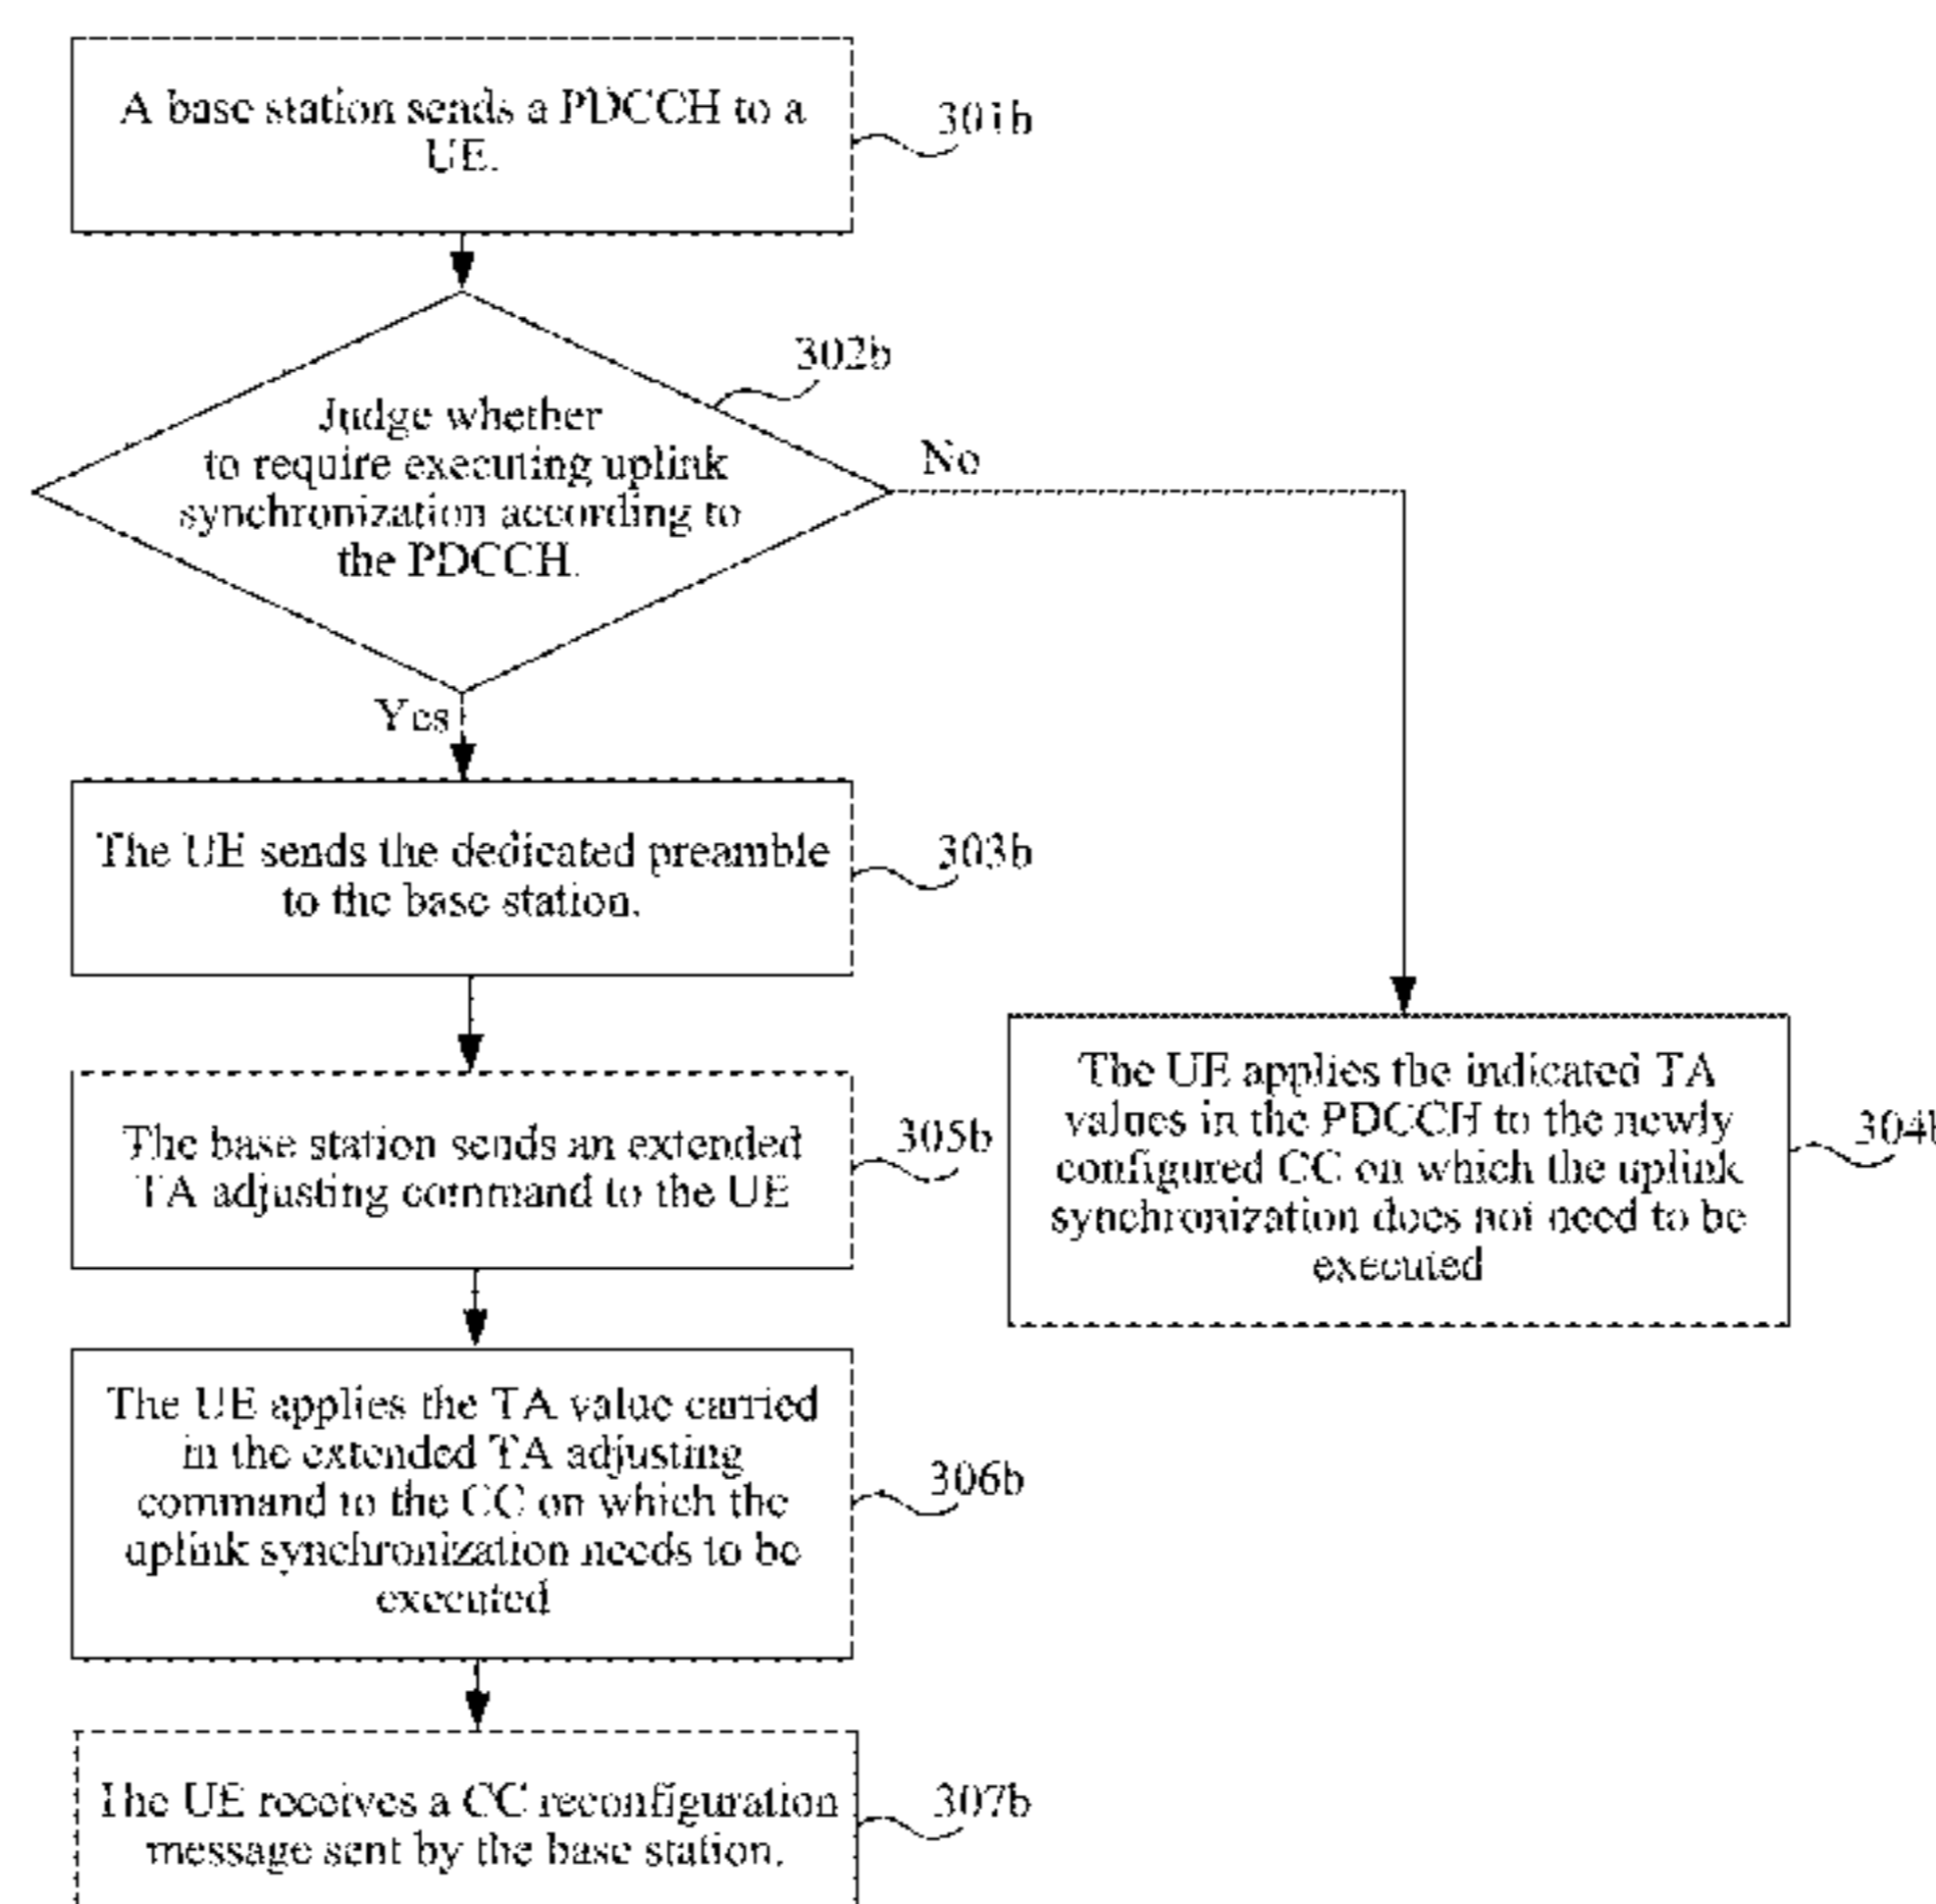 A base station sends a PDCCH to a
UE.
301b
302b
Judge whether
to require executing uplink
synchronization according to
the PDCCH.
No
Yes
The UE sends the dedicated preamble
to the base station.
303b
The base station sends an extended
TA adjusting command to the UE
305b
The UE applies the indicated TA
values in the PDCCH to the newly
configured CC on which the uplink
synchronization does not need to be
executed
304b
The UE applies the TA value carried
in the extended TA adjusting
command to the CC on which the
uplink synchronization needs to be
executed
306b
The UE receives a CC reconfiguration
message sent by the base station.
307b